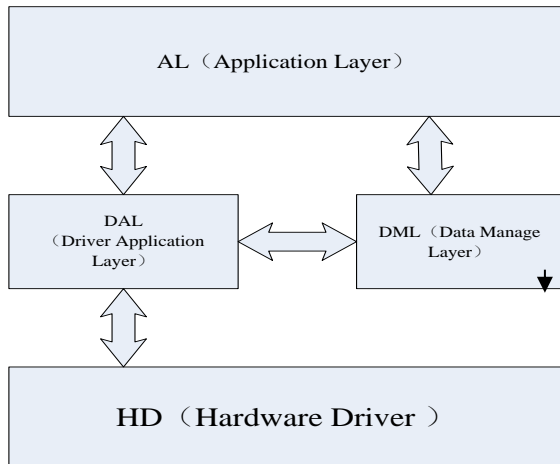 AL（Application Layer）
DAL
（Driver Application
Layer）
DML（Data Manage
Layer）
HD（Hardware Driver ）